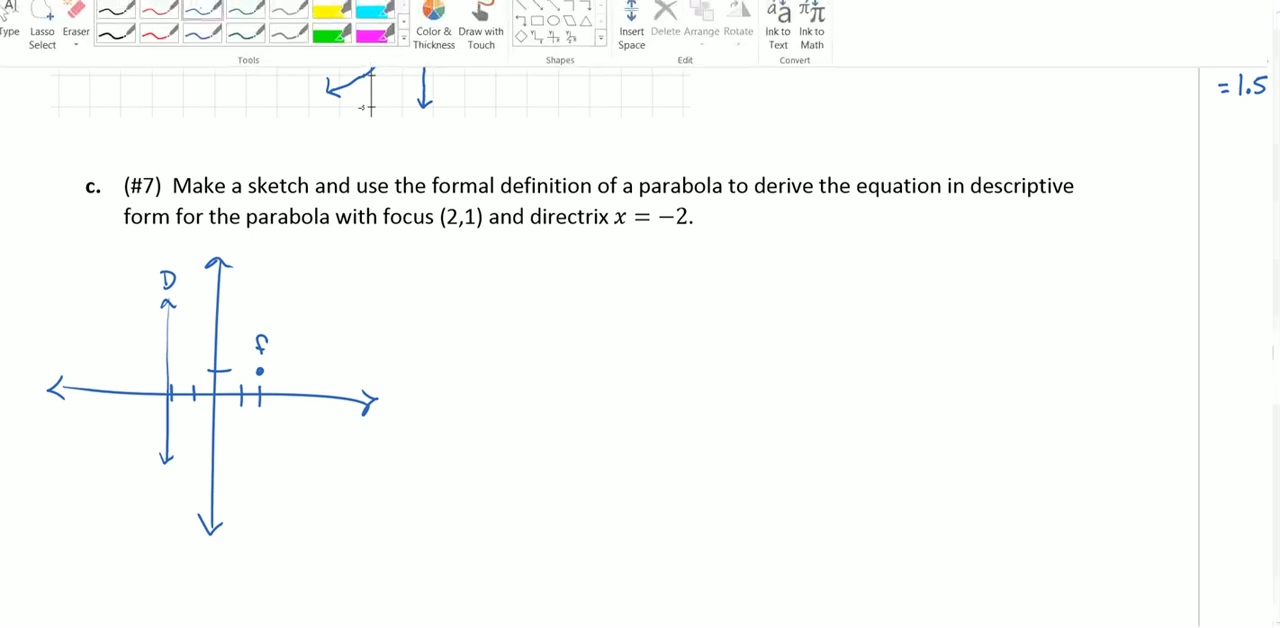 Type Lasso Select Eraser
Color & Thickness Draw with Touch
Insert Space Delete Arrange Rotate
Ink to Text Ink to Math
Tools Shapes Edit Convert
-5
= 1.5
c. (#7) Make a sketch and use the formal definition of a parabola to derive the equation in descriptive
form for the parabola with focus (2,1) and directrix x = −2.
D
f